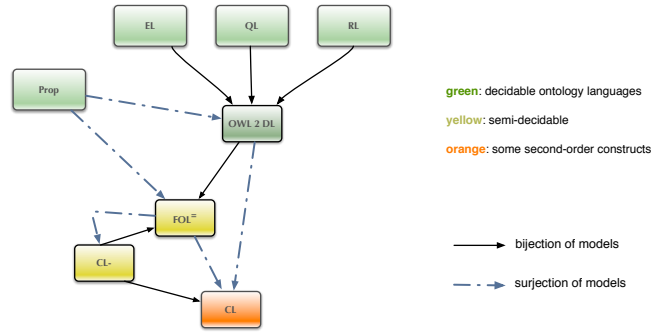 EL
QL
RL
Prop
green: decidable ontology languages
yellow: semi-decidable
OWL 2 DL
orange: some second-order constructs
FOL=
bijection of models
CL-
surjection of models
CL